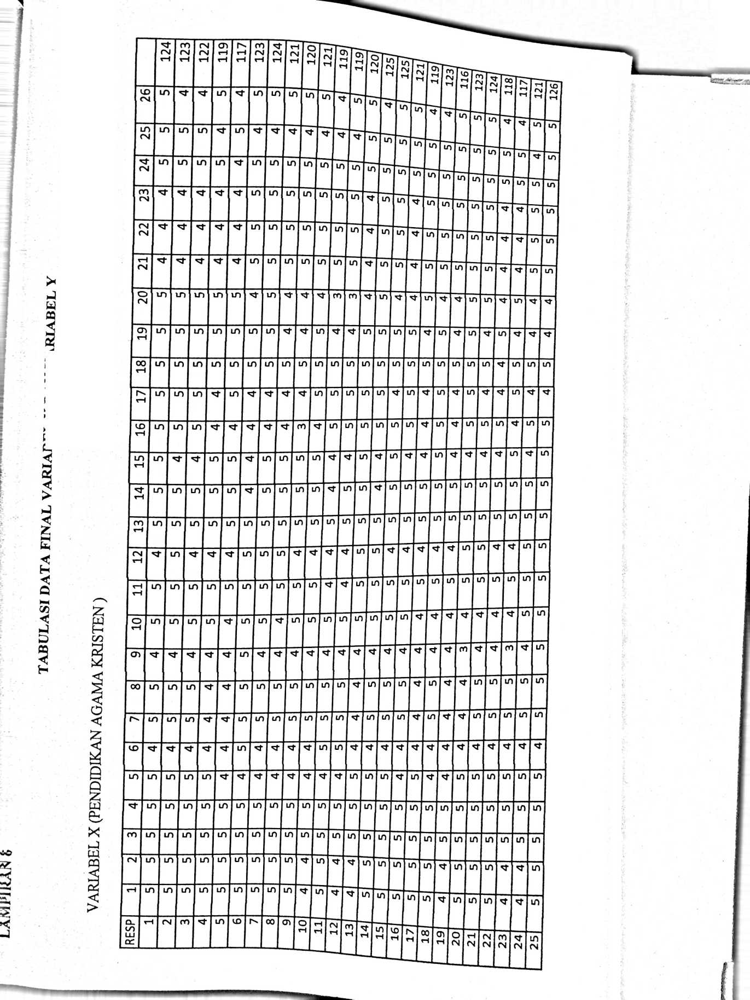 LAMPIRAN 6
TABULASI DATA FINAL VARIABEL Y
VARIABEL X (PENDIDIKAN AGAMA KRISTEN )
RESP 1 2 3 4 5 6 7 8 9 10 11 12 13 14 15 16 17 18 19 20 21 22 23 24 25 26
1 5 5 5 5 5 4 5 5 4 5 5 4 5 5 5 5 5 5 5 5 4 4 4 5 5 5 124
2 5 5 5 5 5 4 5 5 4 5 5 5 5 5 4 5 5 5 5 5 4 4 4 5 5 4 123
3 5 5 5 5 5 4 5 5 4 5 5 4 5 5 4 5 5 5 5 5 4 4 4 5 5 4 122
4 5 5 5 5 5 4 4 4 4 5 5 4 5 5 5 4 4 5 5 5 4 4 4 5 4 5 119
5 5 5 5 5 4 4 4 4 4 4 5 4 5 5 5 4 5 5 5 5 4 4 4 4 5 4 117
6 5 5 5 5 4 5 5 5 5 5 5 5 5 4 4 4 4 5 5 4 5 5 5 5 4 5 123
7 5 5 5 5 4 4 5 5 4 5 5 5 5 5 5 4 4 5 5 5 5 5 5 5 4 5 124
8 5 5 5 5 4 4 5 5 4 4 5 5 5 5 5 4 4 5 4 4 5 5 5 5 4 5 121
9 5 5 5 5 4 4 5 5 4 5 5 4 5 5 5 3 4 5 4 4 5 5 5 5 4 5 120
10 4 4 5 5 4 4 5 5 4 5 5 4 5 5 5 4 5 5 5 4 5 5 5 5 4 5 121
11 5 5 5 5 4 5 5 5 4 5 4 4 5 4 4 5 5 5 4 3 5 5 5 5 4 4 119
12 4 4 5 5 4 5 5 5 4 5 4 4 5 5 4 5 5 5 4 3 5 5 5 5 4 5 119
13 4 4 5 5 5 4 4 4 4 5 5 5 5 5 5 5 5 5 5 4 4 4 4 5 5 5 120
14 5 5 5 5 5 4 5 5 4 5 5 5 5 4 4 5 5 5 5 5 5 5 5 5 5 4 125
15 5 5 5 5 5 4 5 5 4 5 5 4 5 5 5 5 4 5 5 4 5 5 5 5 5 5 125
16 5 5 5 5 4 4 5 5 4 5 5 4 5 5 4 5 5 5 5 4 4 4 4 5 5 5 121
17 5 5 5 5 5 4 4 4 4 4 5 4 5 5 4 4 4 5 4 5 5 5 5 5 5 4 119
18 5 5 5 5 4 4 5 5 4 4 5 4 5 5 5 5 5 5 5 4 5 5 5 5 5 4 123
19 4 4 5 5 4 4 4 4 4 4 5 4 5 5 4 4 4 5 4 4 5 5 5 5 5 5 116
20 5 5 5 5 5 4 4 4 3 4 5 5 5 5 4 5 5 5 5 5 5 5 5 5 5 5 123
21 5 5 5 5 5 4 5 5 4 4 5 5 5 5 4 5 4 5 4 5 5 5 5 5 5 5 124
22 5 5 5 5 5 4 5 5 4 4 5 4 5 5 4 5 4 4 5 4 4 4 4 5 5 4 118
23 4 4 5 5 5 4 5 5 3 4 5 4 5 5 5 4 5 5 4 5 4 4 4 5 5 4 117
24 4 4 5 5 5 4 5 5 4 5 5 5 5 5 4 5 4 5 4 4 5 5 5 5 4 5 121
25 5 5 5 5 5 4 5 5 5 5 5 5 5 5 5 5 4 5 4 4 5 5 5 5 5 5 126